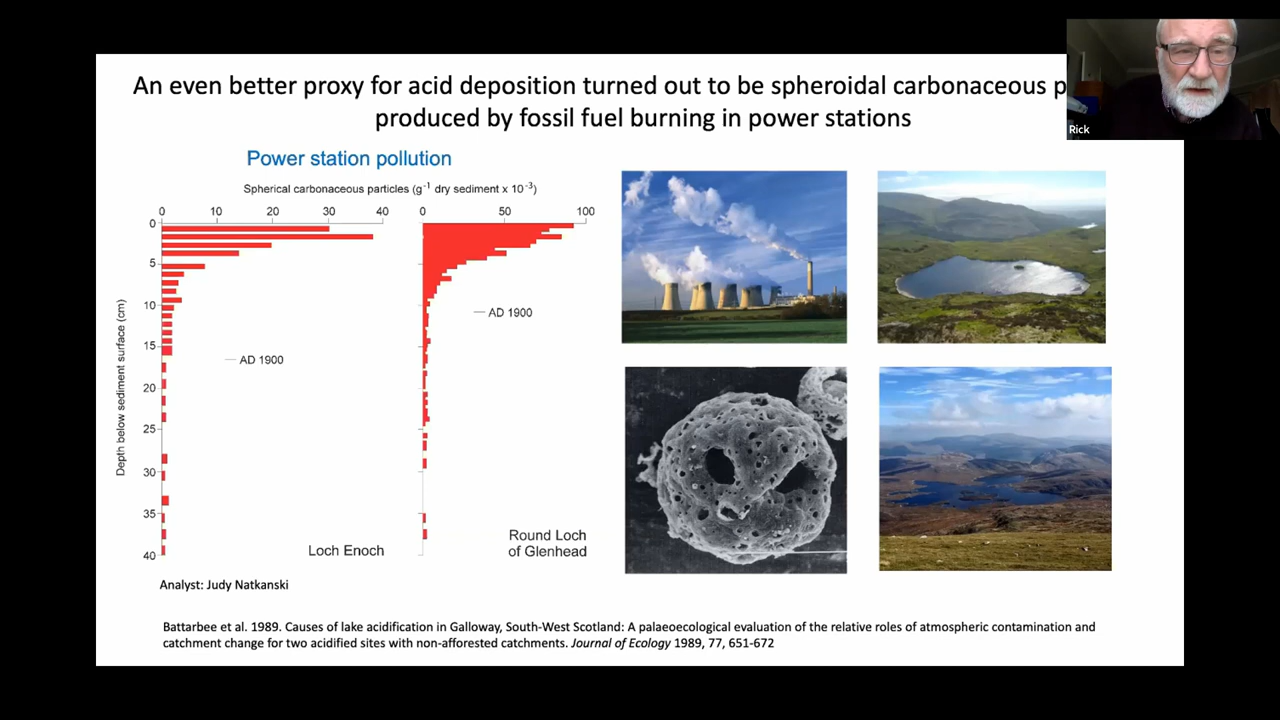 An even better proxy for acid deposition turned out to be spheroidal carbonaceous
produced by fossil fuel burning in power stations
Rick
Power station pollution
Spherical carbonaceous particles (g⁻¹ dry sediment x 10⁻³)
0 10 20 30 40 0 50 100
0
5
10
AD 1900
15
AD 1900
20
25
30
35
40
Depth below sediment surface (cm)
Loch Enoch
Round Loch
of Glenhead
Analyst: Judy Natkanski
Battarbee et al. 1989. Causes of lake acidification in Galloway, South-West Scotland: A palaeoecological evaluation of the relative roles of atmospheric contamination and
catchment change for two acidified sites with non-afforested catchments. Journal of Ecology 1989, 77, 651-672